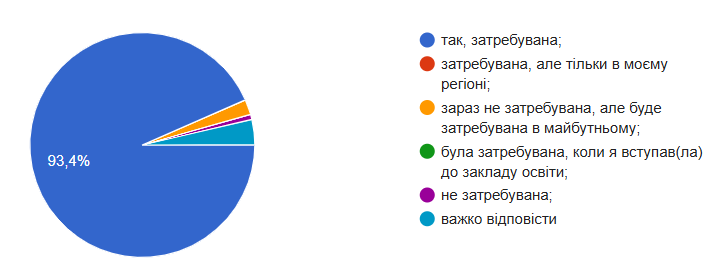 93,4%
так, затребувана;
затребувана, але тільки в моєму
регіоні;
зараз не затребувана, але буде
затребувана в майбутньому;
була затребувана, коли я вступав(ла)
до закладу освіти;
не затребувана;
важко відповісти